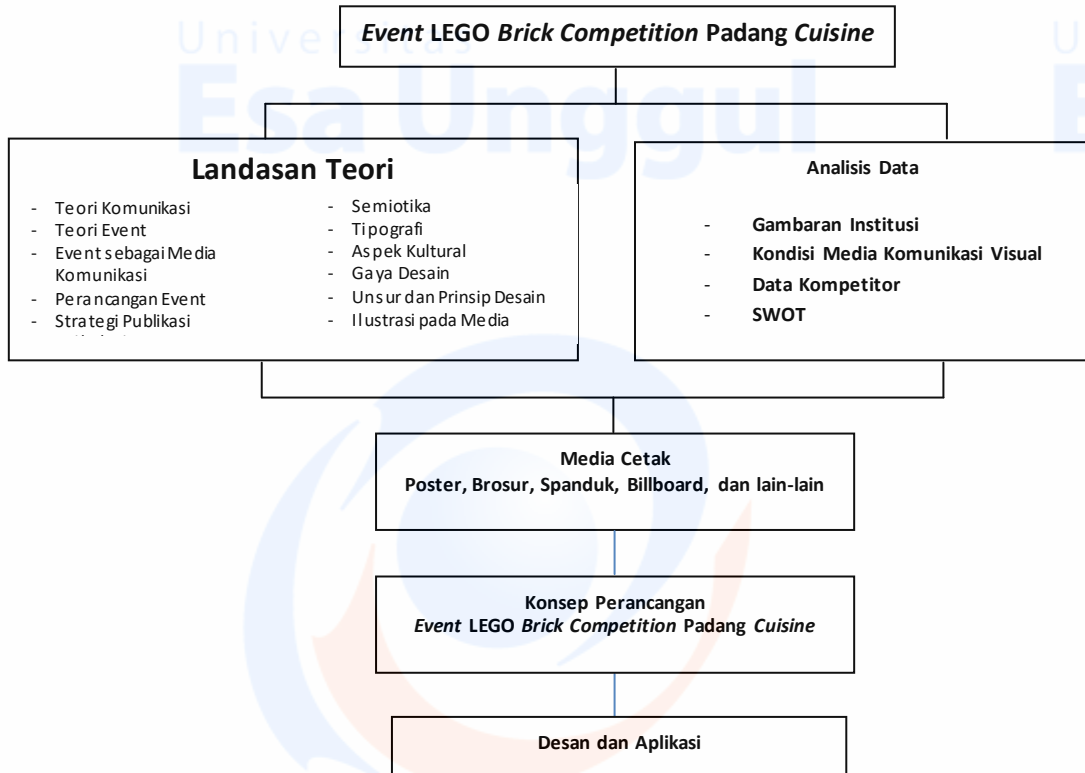 Universitas
Esa Unggul
Event LEGO Brick Competition Padang Cuisine
Landasan Teori
- Teori Komunikasi
- Teori Event
- Event sebagai Media
Komunikasi
- Perancangan Event
- Strategi Publikasi
- Semiotika
- Tipografi
- Aspek Kultural
- Gaya Desain
- Unsur dan Prinsip Desain
- Ilustrasi pada Media
Analisis Data
- Gambaran Institusi
- Kondisi Media Komunikasi Visual
- Data Kompetitor
- SWOT
Media Cetak
Poster, Brosur, Spanduk, Billboard, dan lain-lain
Konsep Perancangan
Event LEGO Brick Competition Padang Cuisine
Desan dan Aplikasi